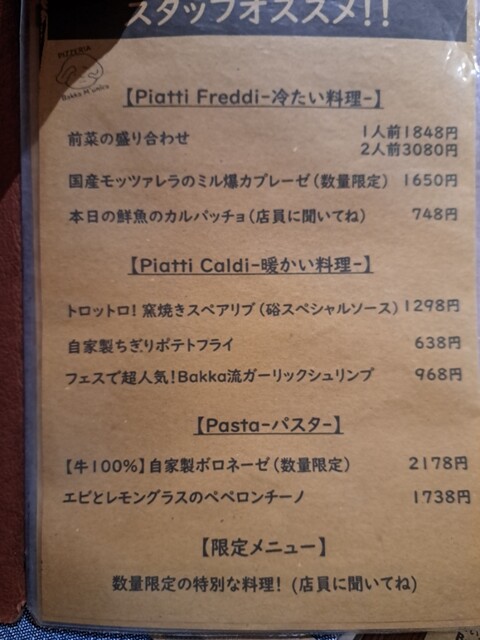 スタッフオススメ!!
PIZZERIA
Bakka M'unica
【Piatti Freddi-冷たい料理-】
前菜の盛り合わせ 1人前1848円
2人前3080円
国産モッツァレラのミル爆カプレーゼ(数量限定) 1650円
本日の鮮魚のカルパッチョ(店員に聞いてね) 748円
【Piatti Caldi-暖かい料理-】
トロットロ!窯焼きスペアリブ(硲スペシャルソース) 1298円
自家製ちぎりポテトフライ 638円
フェスで超人気!Bakka流ガーリックシュリンプ 968円
【Pasta-パスタ-】
【牛100%】自家製ボロネーゼ(数量限定) 2178円
エビとレモングラスのペペロンチーノ 1738円
【限定メニュー】
数量限定の特別な料理! (店員に聞いてね)